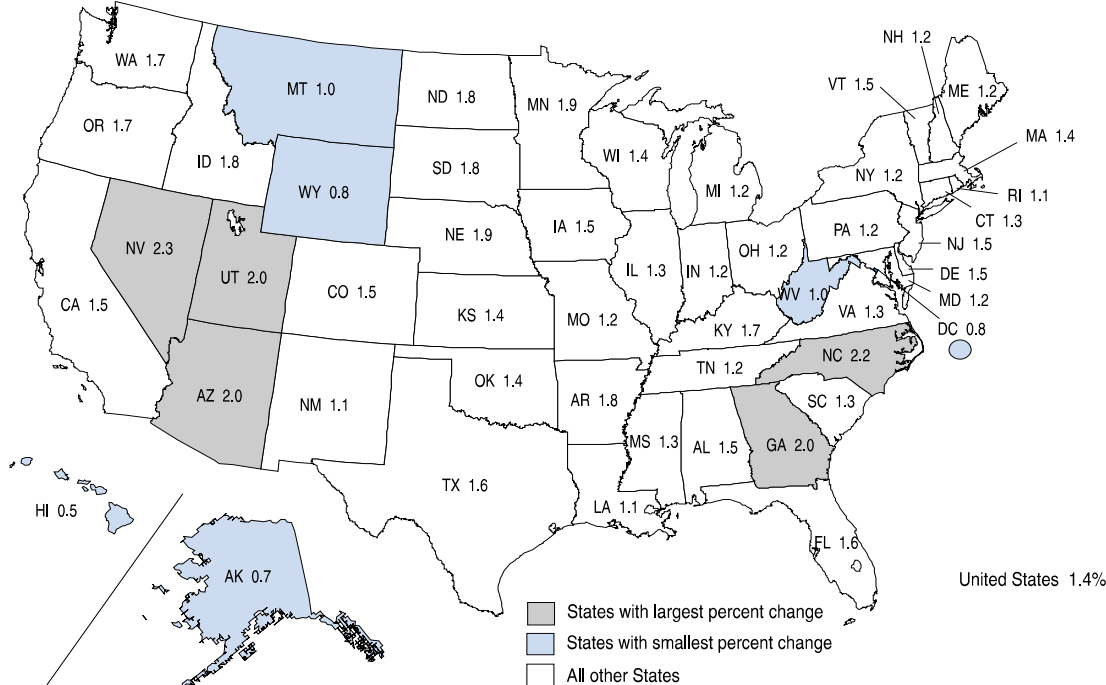 NH 1.2
WA 1.7
VT 1.5
ME 1.2
MT 1.0
ND 1.8
MN 1.9
OR 1.7
MA 1.4
ID 1.8
WI 1.4
SD 1.8
NY 1.2
MI 1.2
WY 0.8
RI 1.1
CT 1.3
PA 1.2
NE 1.9
IA 1.5
NJ 1.5
NV 2.3
OH 1.2
UT 2.0
IL 1.3
IN 1.2
DE 1.5
CO 1.5
WV 1.0
MD 1.2
CA 1.5
VA 1.3
KS 1.4
MO 1.2
KY 1.7
DC 0.8
NC 2.2
TN 1.2
OK 1.4
AZ 2.0
NM 1.1
AR 1.8
SC 1.3
MS 1.3
AL 1.5
GA 2.0
TX 1.6
HI 0.5
LA 1.1
FL 1.6
AK 0.7
United States 1.4%
States with largest percent change
States with smallest percent change
All other States